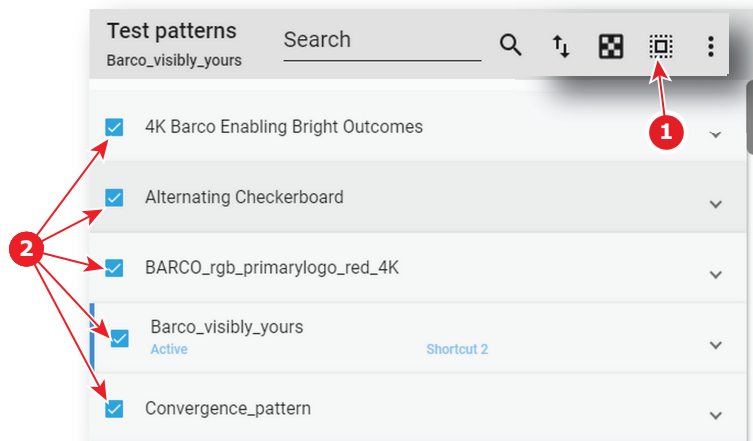 Test patterns
Search
Barco_visibly_yours
1
4K Barco Enabling Bright Outcomes
Alternating Checkerboard
2
BARCO_rgb_primarylogo_red_4K
Barco_visibly_yours
Active Shortcut 2
Convergence_pattern